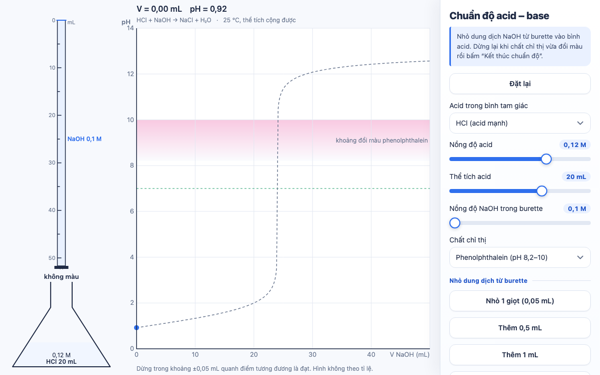 0
mL
10
20
30
40
50
NaOH 0,1 M
không màu
0,12 M
HCl 20 mL
V = 0,00 mL pH = 0,92
HCl + NaOH → NaCl + H₂O · 25 °C, thể tích cộng được
pH
14
12
10
8
6
4
2
0
khoảng đổi màu phenolphthalein
0
10
20
30
40
V NaOH (mL)
Dừng trong khoảng ±0,05 mL quanh điểm tương đương là đạt. Hình không theo tỉ lệ.
Chuẩn độ acid – base
Nhỏ dung dịch NaOH từ burette vào bình
acid. Dừng lại khi chất chỉ thị vừa đổi màu
rồi bấm “Kết thúc chuẩn độ”.
Đặt lại
Acid trong bình tam giác
HCl (acid mạnh)
Nồng độ acid
0,12 M
Thể tích acid
20 mL
Nồng độ NaOH trong burette
0,1 M
Chất chỉ thị
Phenolphthalein (pH 8,2–10)
Nhỏ dung dịch từ burette
Nhỏ 1 giọt (0,05 mL)
Thêm 0,5 mL
Thêm 1 mL